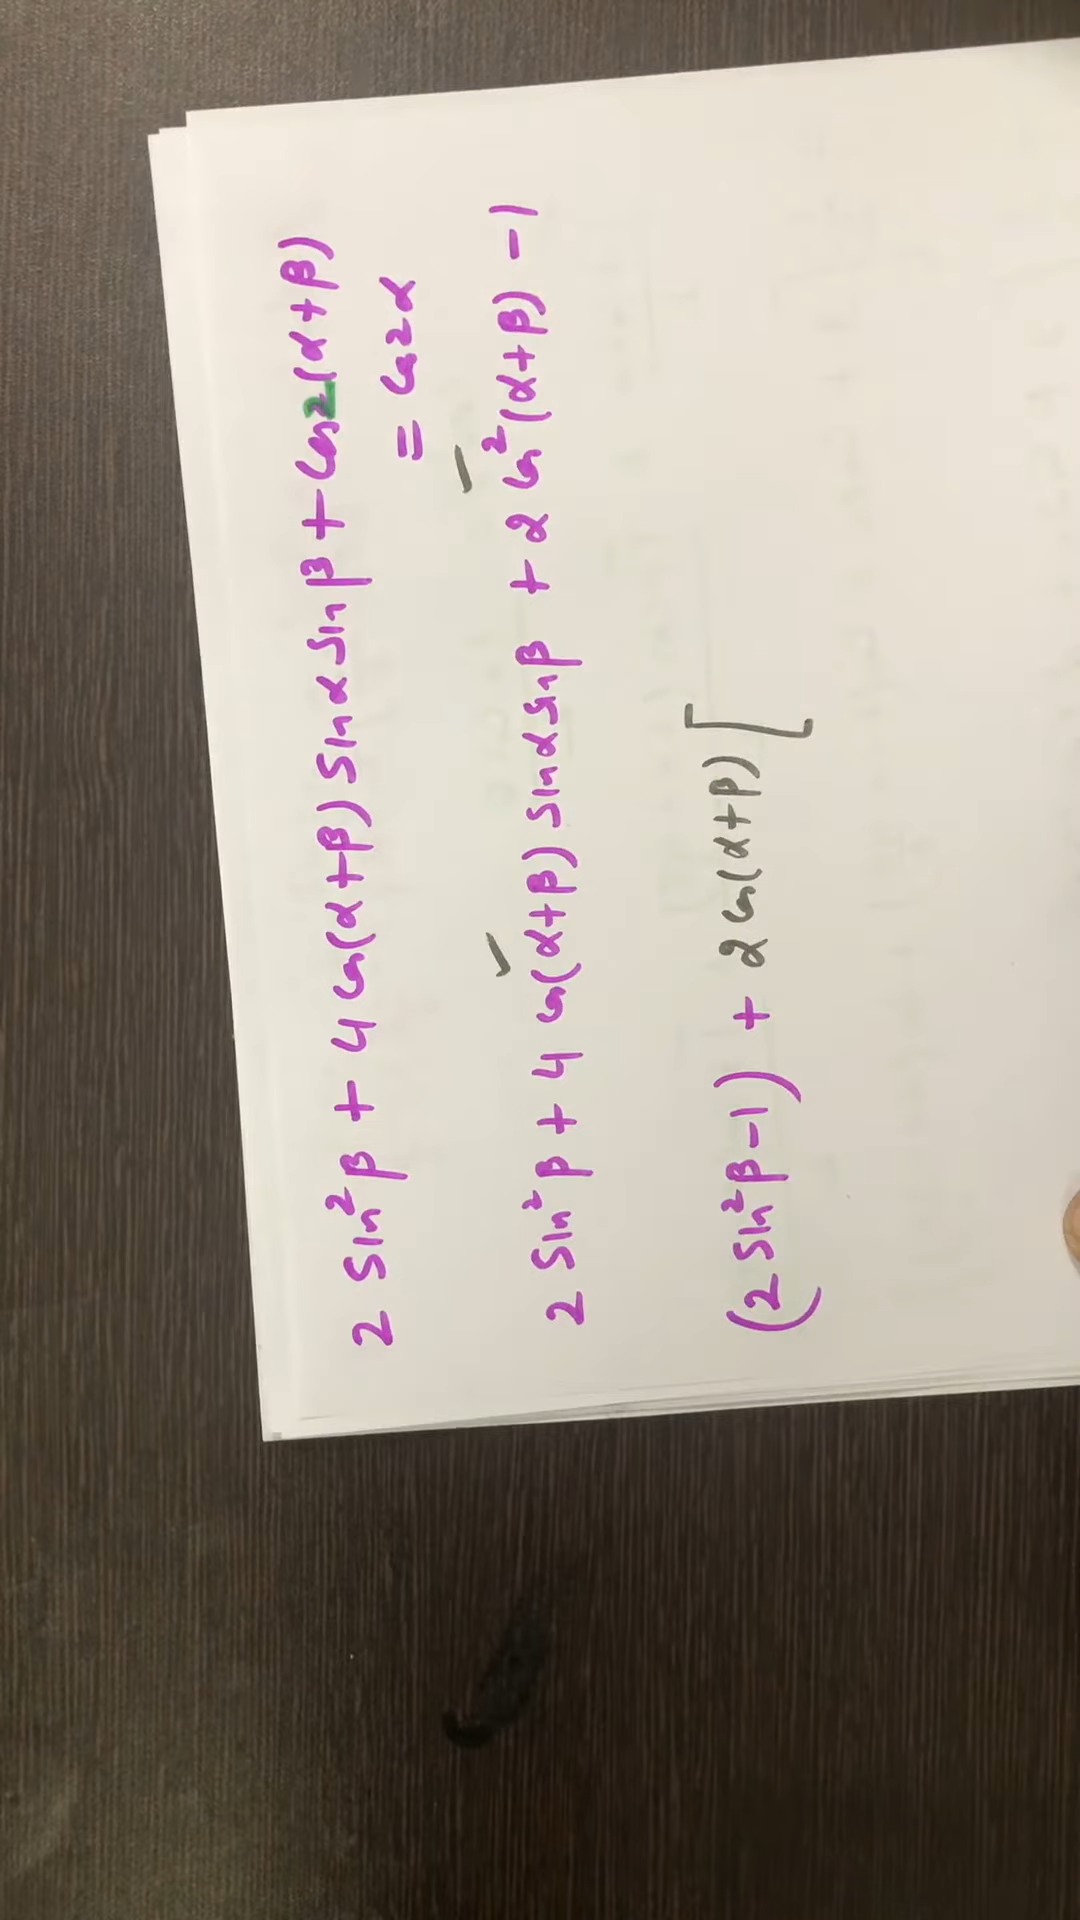 2 Sin²β + 4 cos(α+β) Sinα Sinβ + Cos2(α+β)
= Cos2α
2 Sin²β + 4 cos(α+β) Sinα Sinβ + 2 cos²(α+β) - 1
(2 Sin²β-1) + 2 cos(α+β) [